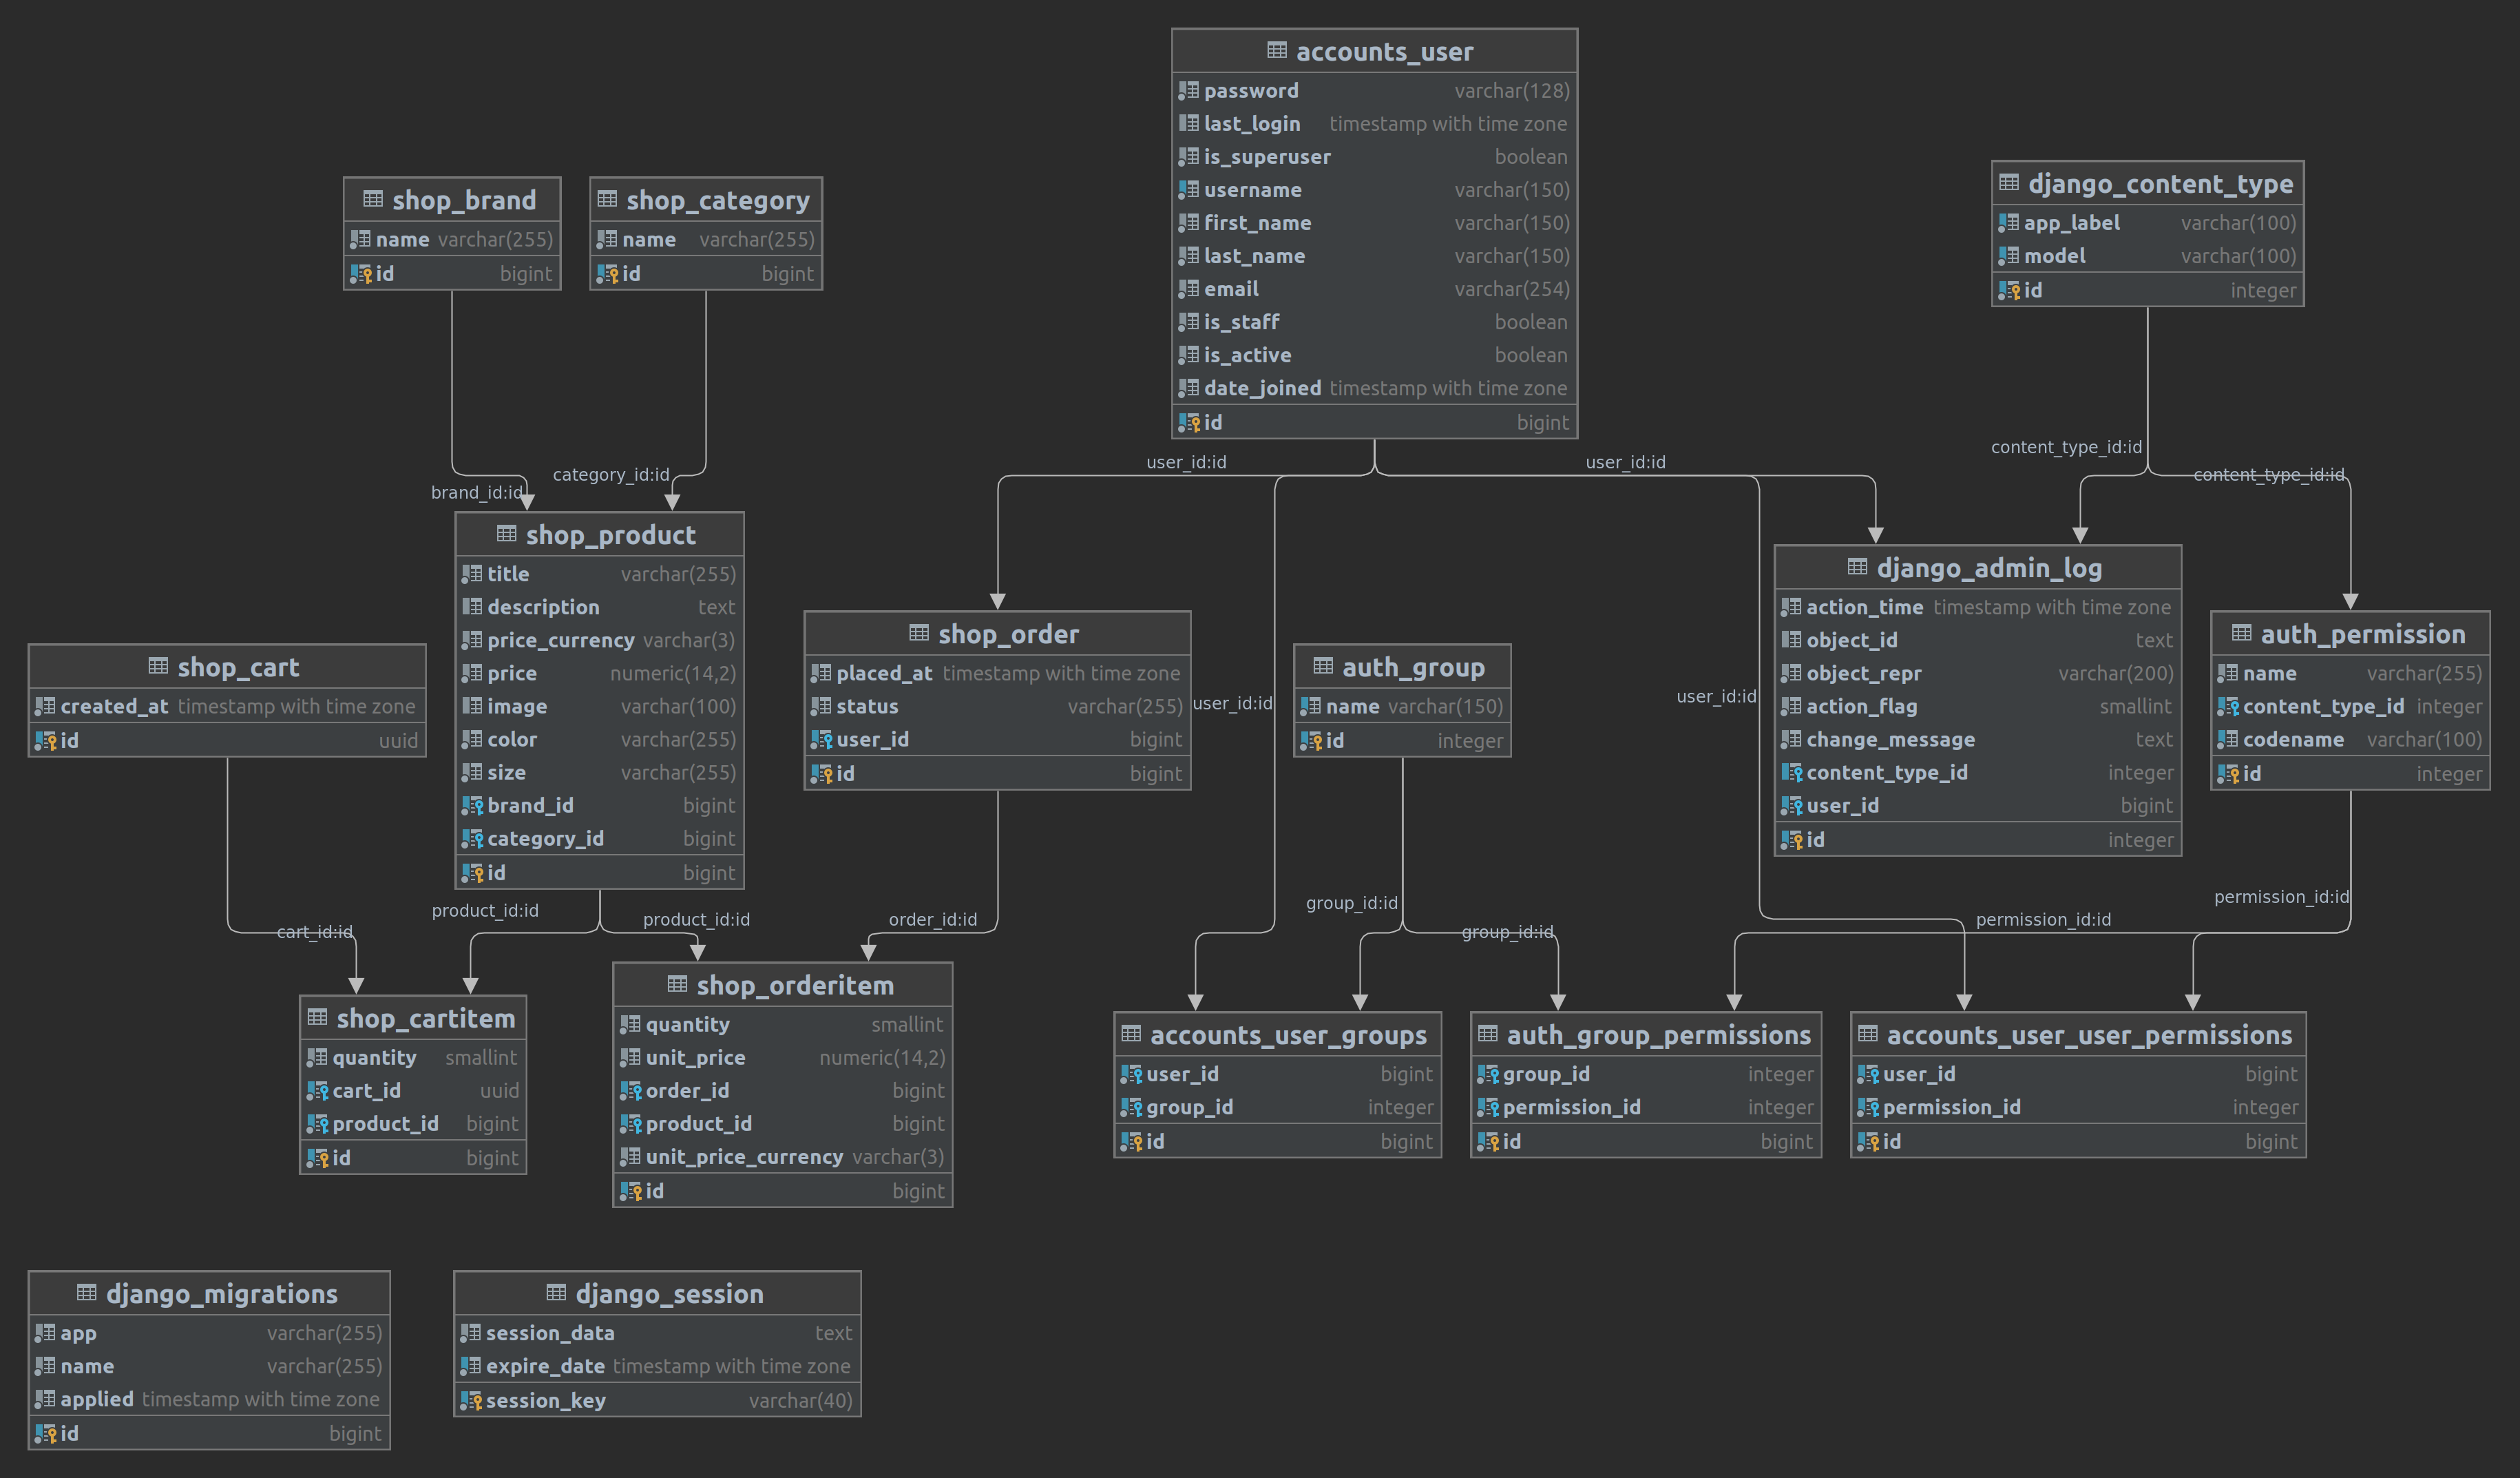 accounts_user
password varchar(128)
last_login timestamp with time zone
is_superuser boolean
username varchar(150)
first_name varchar(150)
last_name varchar(150)
email varchar(254)
is_staff boolean
is_active boolean
date_joined timestamp with time zone
id bigint
shop_brand
name varchar(255)
id bigint
shop_category
name varchar(255)
id bigint
django_content_type
app_label varchar(100)
model varchar(100)
id integer
brand_id:id
category_id:id
user_id:id
user_id:id
content_type_id:id
content_type_id:id
shop_product
title varchar(255)
description text
price_currency varchar(3)
price numeric(14,2)
image varchar(100)
color varchar(255)
size varchar(255)
brand_id bigint
category_id bigint
id bigint
shop_cart
created_at timestamp with time zone
id uuid
shop_order
placed_at timestamp with time zone
status varchar(255)
user_id bigint
id bigint
user_id:id
auth_group
name varchar(150)
id integer
user_id:id
django_admin_log
action_time timestamp with time zone
object_id text
object_repr varchar(200)
action_flag smallint
change_message text
content_type_id integer
user_id bigint
id integer
auth_permission
name varchar(255)
content_type_id integer
codename varchar(100)
id integer
cart_id:id
product_id:id
product_id:id
order_id:id
group_id:id
group_id:id
permission_id:id
permission_id:id
shop_cartitem
quantity smallint
cart_id uuid
product_id bigint
id bigint
shop_orderitem
quantity smallint
unit_price numeric(14,2)
order_id bigint
product_id bigint
unit_price_currency varchar(3)
id bigint
accounts_user_groups
user_id bigint
group_id integer
id bigint
auth_group_permissions
group_id integer
permission_id integer
id bigint
accounts_user_user_permissions
user_id bigint
permission_id integer
id bigint
django_migrations
app varchar(255)
name varchar(255)
applied timestamp with time zone
id bigint
django_session
session_data text
expire_date timestamp with time zone
session_key varchar(40)